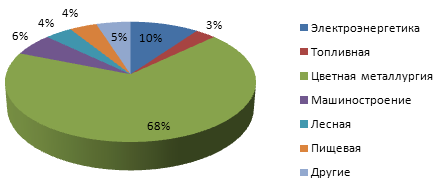 4%
3%
4%
5%
10%
6%
68%
Электроэнергетика
Топливная
Цветная металлургия
Машиностроение
Лесная
Пищевая
Другие